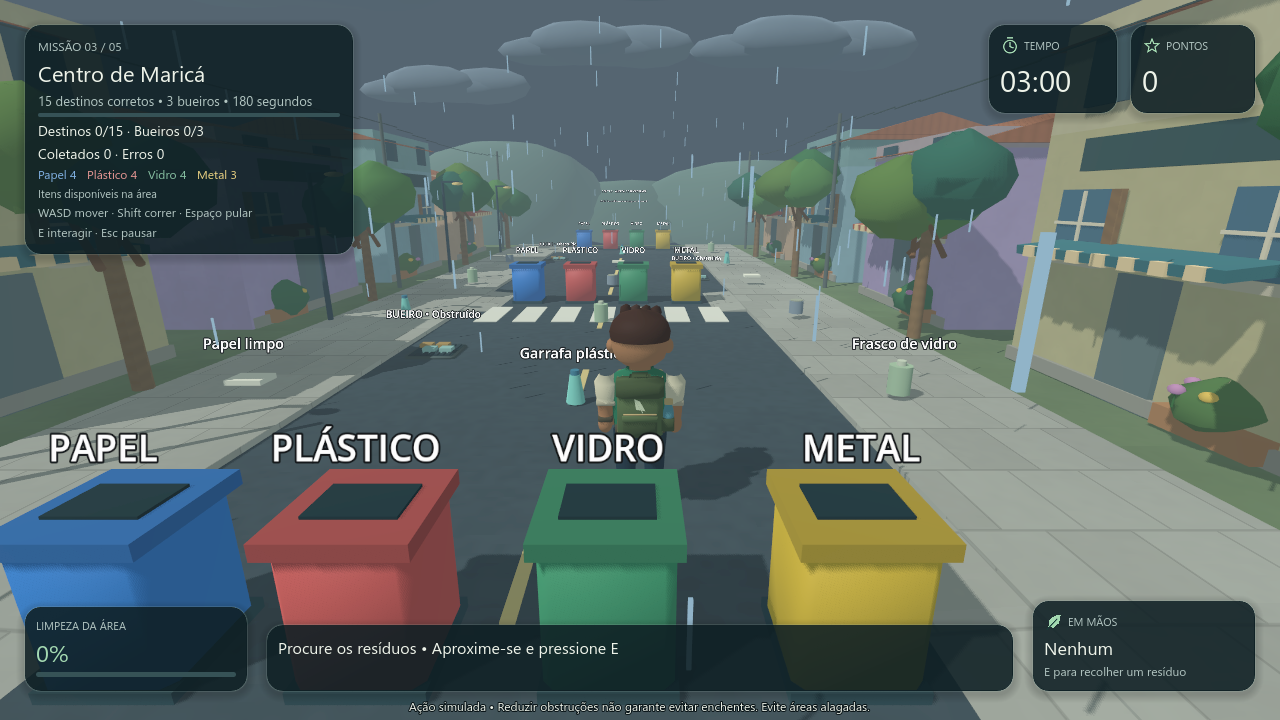 MISSÃO 03 / 05
Centro de Maricá
15 destinos corretos • 3 bueiros • 180 segundos
Destinos 0/15 · Bueiros 0/3
Coletados 0 · Erros 0
Papel 4 Plástico 4 Vidro 4 Metal 3
Itens disponíveis na área
WASD mover · Shift correr · Espaço pular
E interagir · Esc pausar
TEMPO
03:00
PONTOS
0
PAPEL PLÁSTICO VIDRO METAL
BUEIRO • Obstruído
BUEIRO • Obstruído
Papel limpo
Garrafa plásti
Frasco de vidro
PAPEL PLÁSTICO VIDRO METAL
LIMPEZA DA ÁREA
0%
Procure os resíduos • Aproxime-se e pressione E
EM MÃOS
Nenhum
E para recolher um resíduo
Ação simulada • Reduzir obstruções não garante evitar enchentes. Evite áreas alagadas.